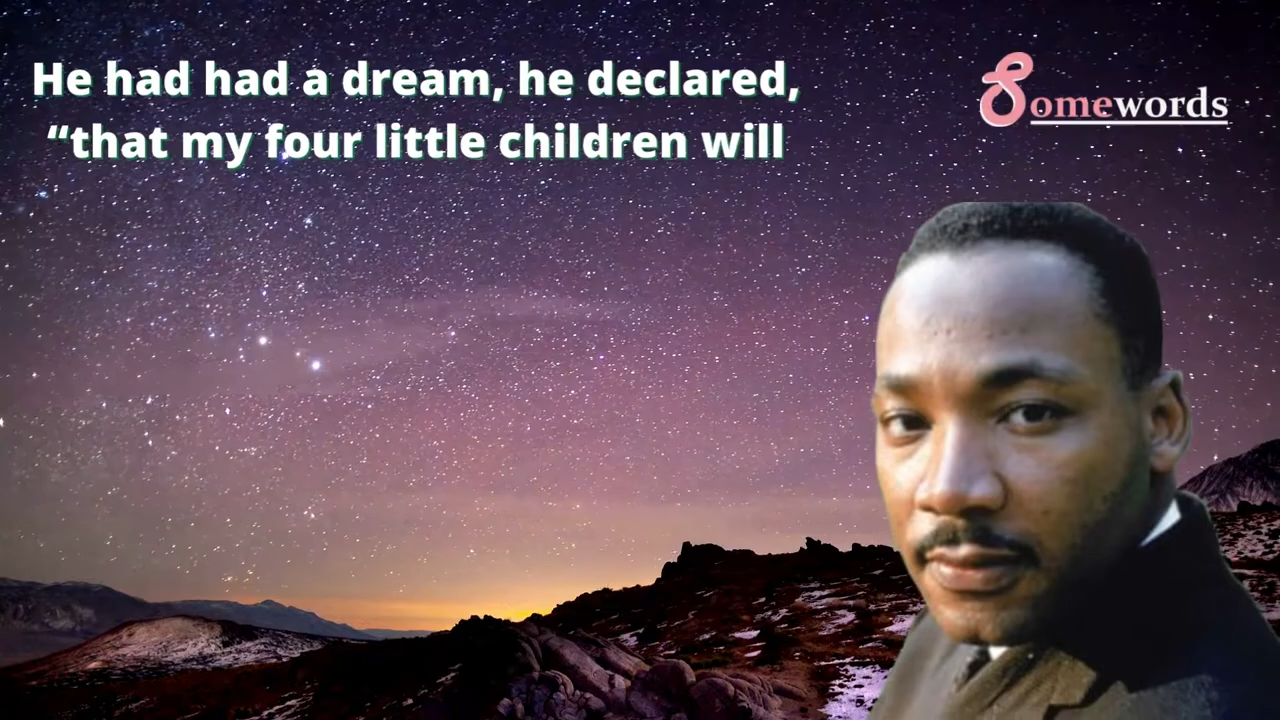 He had had a dream, he declared,
“that my four little children will
Somewords